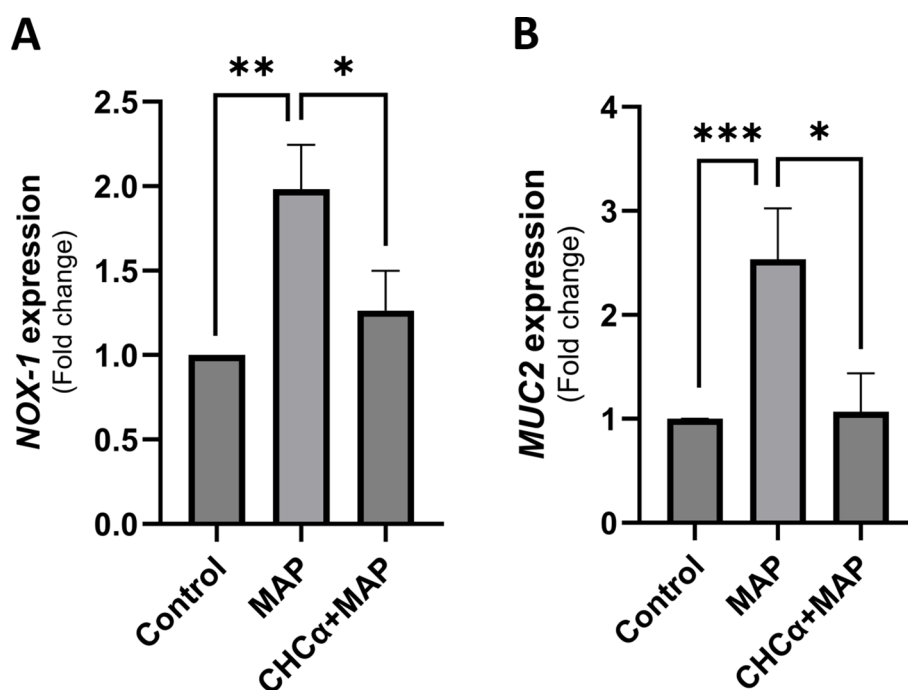 A
** *
NOX-1 expression
(Fold change)
2.5
2.0
1.5
1.0
0.5
0.0
Control
MAP
CHCα+MAP
B
*** *
MUC2 expression
(Fold change)
4
3
2
1
0
Control
MAP
CHCα+MAP